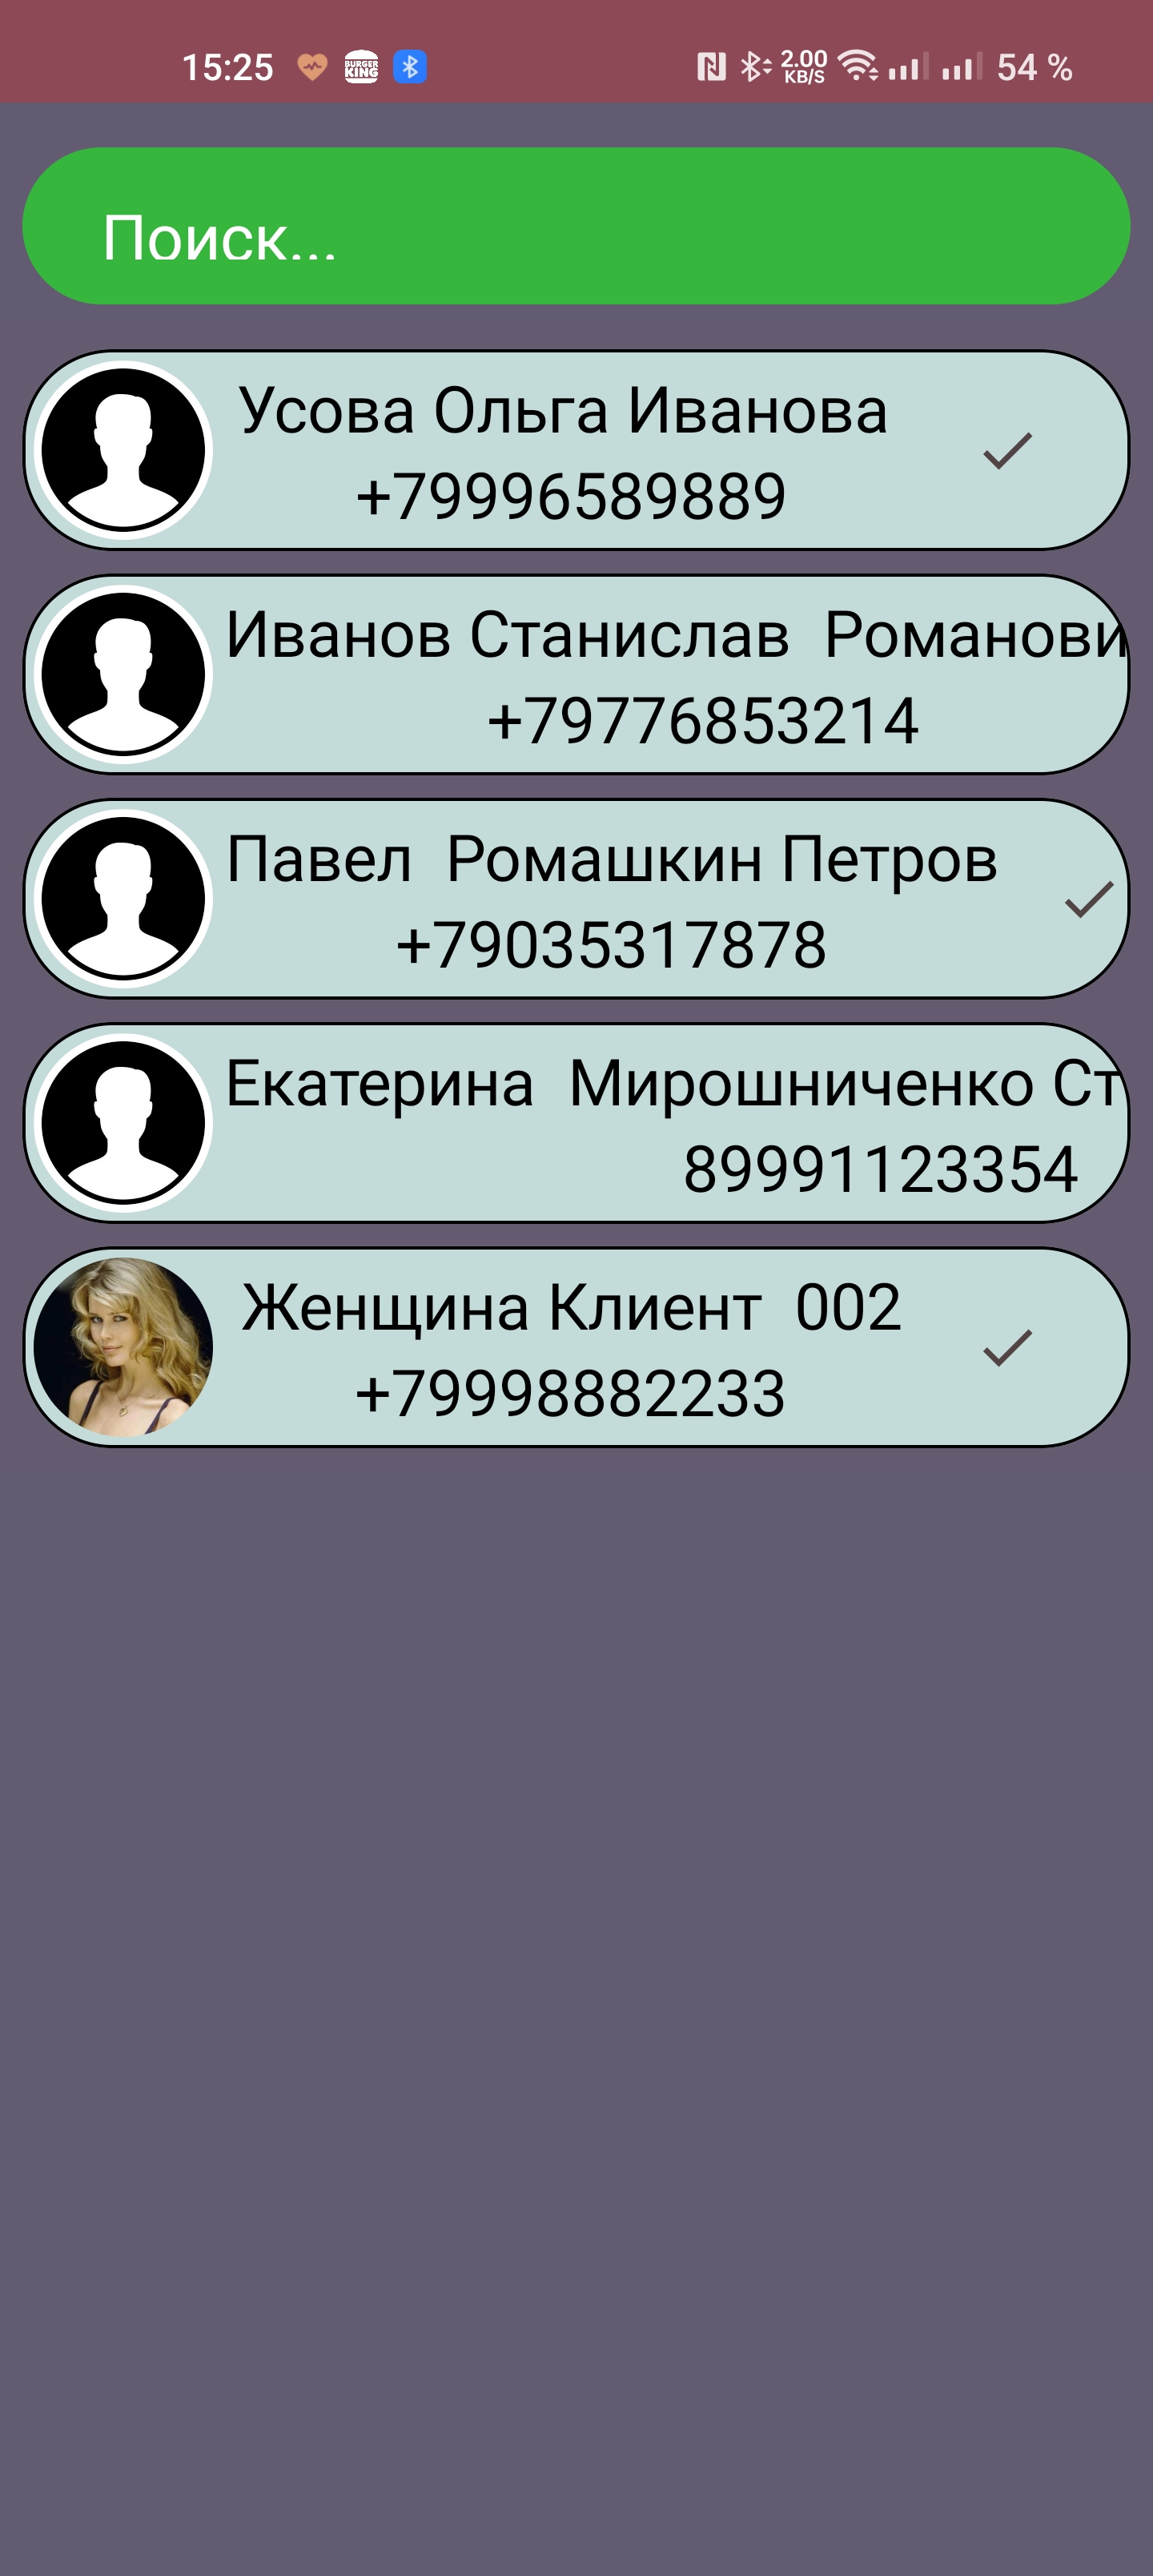 15:25 BURGER KING 2.00 KB/S 54 %
Поиск...
Усова Ольга Иванова
+79996589889
Иванов Станислав Романови
+79776853214
Павел Ромашкин Петров
+79035317878
Екатерина Мирошниченко Ст
89991123354
Женщина Клиент 002
+79998882233